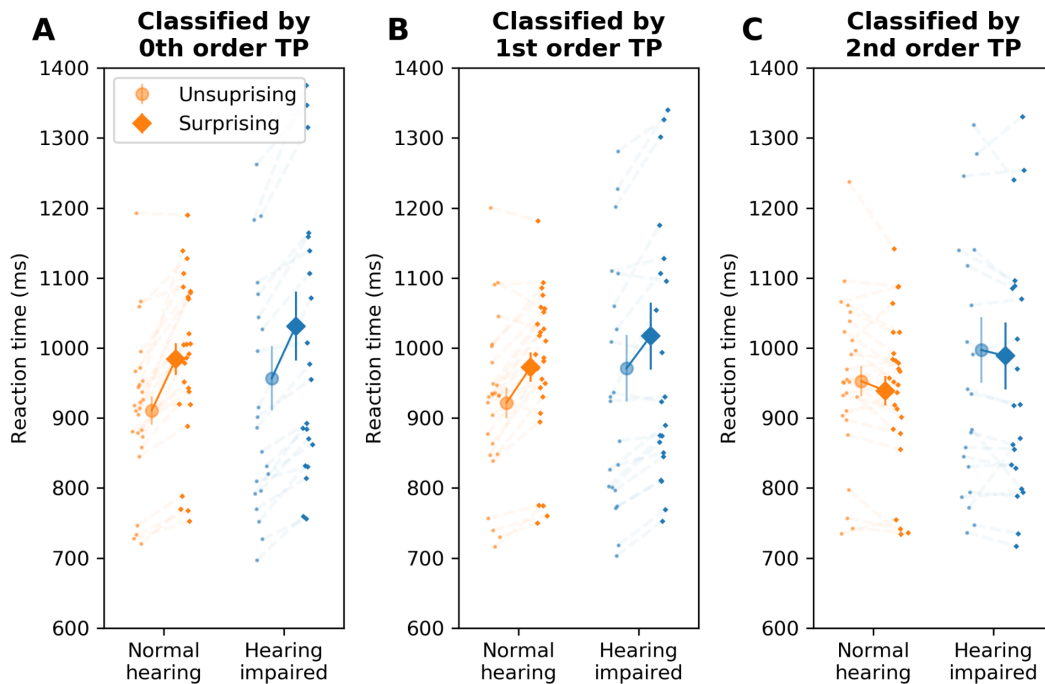 A
Classified by
0th order TP
Reaction time (ms)
1400
1300
1200
1100
1000
900
800
700
600
Unsuprising
Surprising
Normal
hearing
Hearing
impaired
B
Classified by
1st order TP
Reaction time (ms)
1400
1300
1200
1100
1000
900
800
700
600
Normal
hearing
Hearing
impaired
C
Classified by
2nd order TP
Reaction time (ms)
1400
1300
1200
1100
1000
900
800
700
600
Normal
hearing
Hearing
impaired